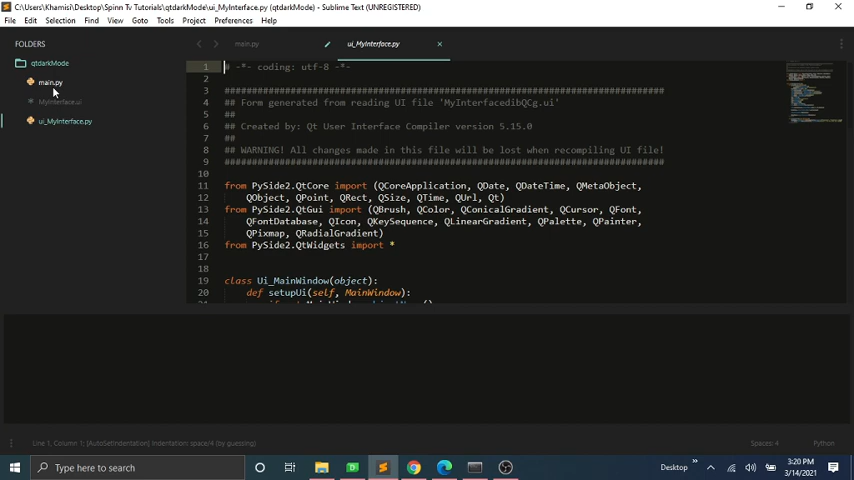 C:\Users\Khamisi\Desktop\Spinn Tv Tutorials\qtdarkMode\ui_MyInterface.py (qtdarkMode) - Sublime Text (UNREGISTERED)
File Edit Selection Find View Goto Tools Project Preferences Help
FOLDERS
qtdarkMode
main.py
MyInterface.ui
ui_MyInterface.py
main.py
ui_MyInterface.py
1 # -*- coding: utf-8 -*-
2
3 ################################################################################
4 ## Form generated from reading UI file 'MyInterfacedibQCg.ui'
5 ##
6 ## Created by: Qt User Interface Compiler version 5.15.0
7 ##
8 ## WARNING! All changes made in this file will be lost when recompiling UI file!
9 ################################################################################
10
11 from PySide2.QtCore import (QCoreApplication, QDate, QDateTime, QMetaObject,
12 QObject, QPoint, QRect, QSize, QTime, QUrl, Qt)
13 from PySide2.QtGui import (QBrush, QColor, QConicalGradient, QCursor, QFont,
14 QFontDatabase, QIcon, QKeySequence, QLinearGradient, QPalette, QPainter,
15 QPixmap, QRadialGradient)
16 from PySide2.QtWidgets import *
17
18
19 class Ui_MainWindow(object):
20 def setupUi(self, MainWindow):
Line 1, Column 1; [AutoSetIndentation] Indentation: space/4 (by guessing)
Spaces: 4
Python
Type here to search
Desktop
3:20 PM
3/14/2021